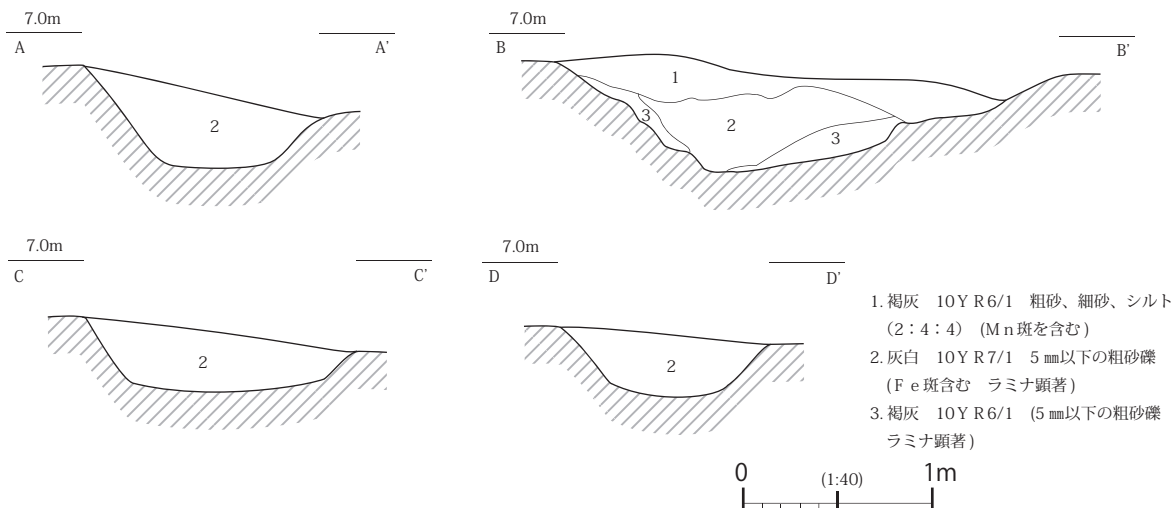 7.0m
A
A'
2
7.0m
B
B'
1
3
2
3
7.0m
C
C'
2
7.0m
D
D'
2
1. 褐灰　10ＹＲ6/1　粗砂、細砂、シルト
（2：4：4）　(Ｍｎ斑を含む)
2. 灰白　10ＹＲ7/1　5 ㎜以下の粗砂礫
(Ｆｅ斑含む　ラミナ顕著)
3. 褐灰　10ＹＲ6/1　(5 ㎜以下の粗砂礫
ラミナ顕著)
0
(1:40)
1m